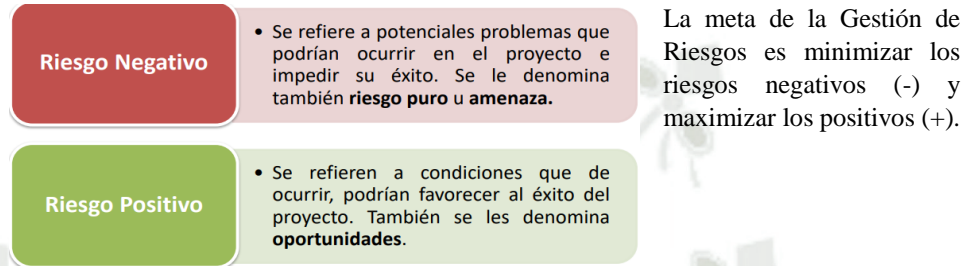 Riesgo Negativo
• Se refiere a potenciales problemas que
podrían ocurrir en el proyecto e
impedir su éxito. Se le denomina
también riesgo puro u amenaza.
La meta de la Gestión de
Riesgos es minimizar los
riesgos negativos (-) y
maximizar los positivos (+).
Riesgo Positivo
• Se refieren a condiciones que de
ocurrir, podrían favorecer al éxito del
proyecto. También se les denomina
oportunidades.